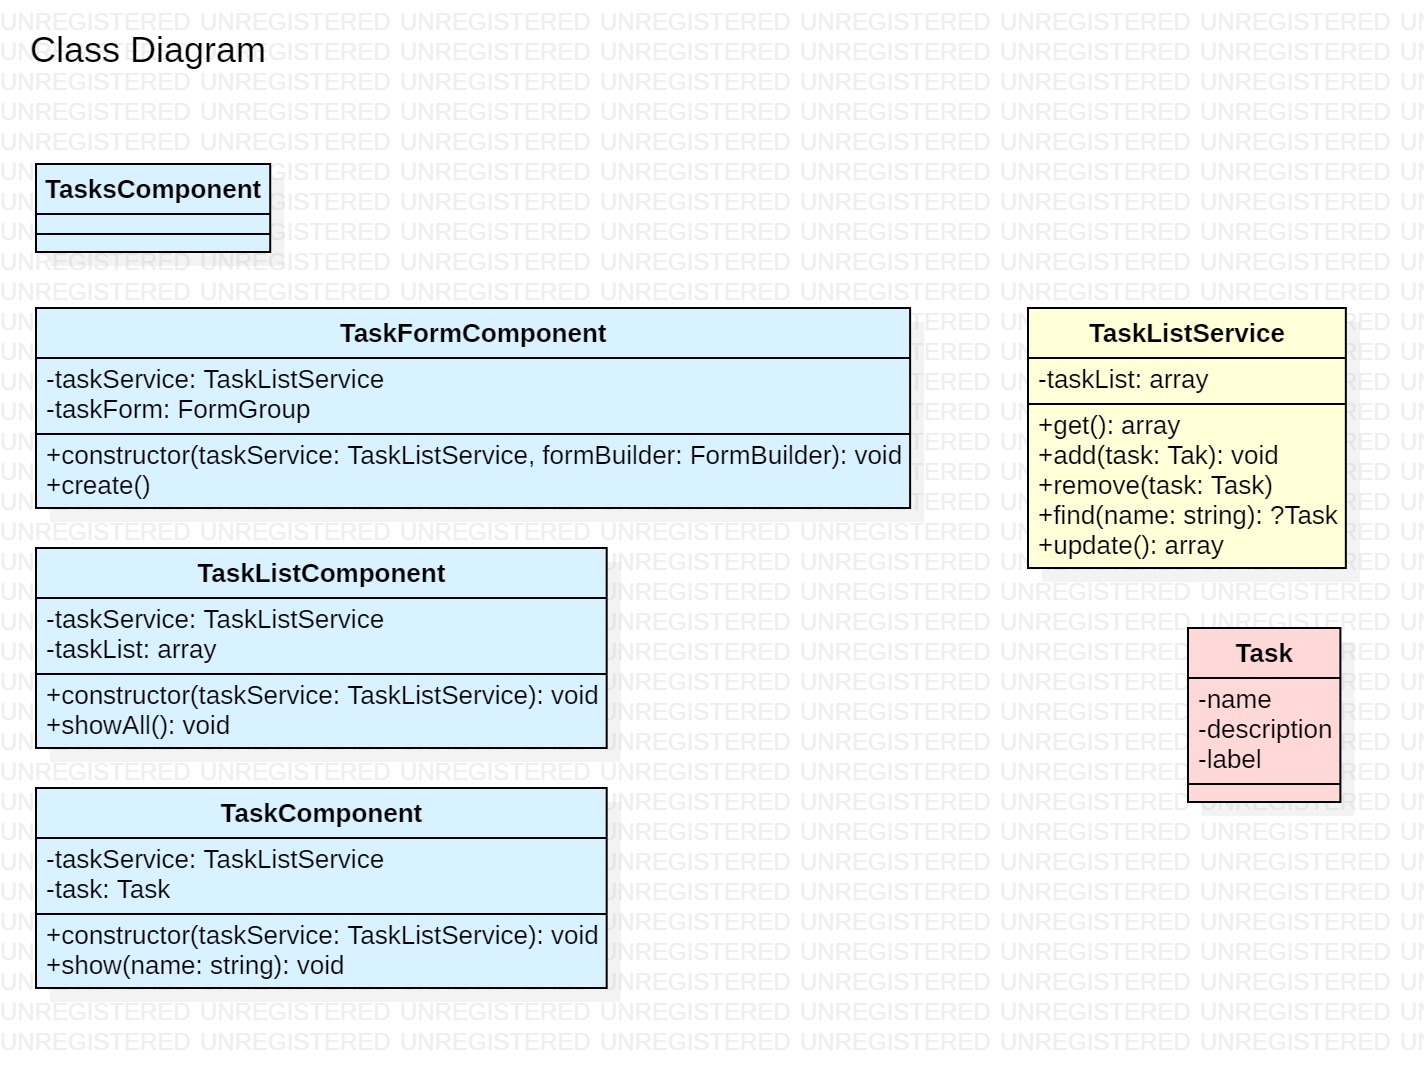 Class Diagram
TasksComponent
TaskFormComponent
-taskService: TaskListService
-taskForm: FormGroup
+constructor(taskService: TaskListService, formBuilder: FormBuilder): void
+create()
TaskListComponent
-taskService: TaskListService
-taskList: array
+constructor(taskService: TaskListService): void
+showAll(): void
TaskComponent
-taskService: TaskListService
-task: Task
+constructor(taskService: TaskListService): void
+show(name: string): void
TaskListService
-taskList: array
+get(): array
+add(task: Tak): void
+remove(task: Task)
+find(name: string): ?Task
+update(): array
Task
-name
-description
-label
UNREGISTERED UNREGISTERED UNREGISTERED UNREGISTERED UNREGISTERED UNREGISTERED UNREGISTERED